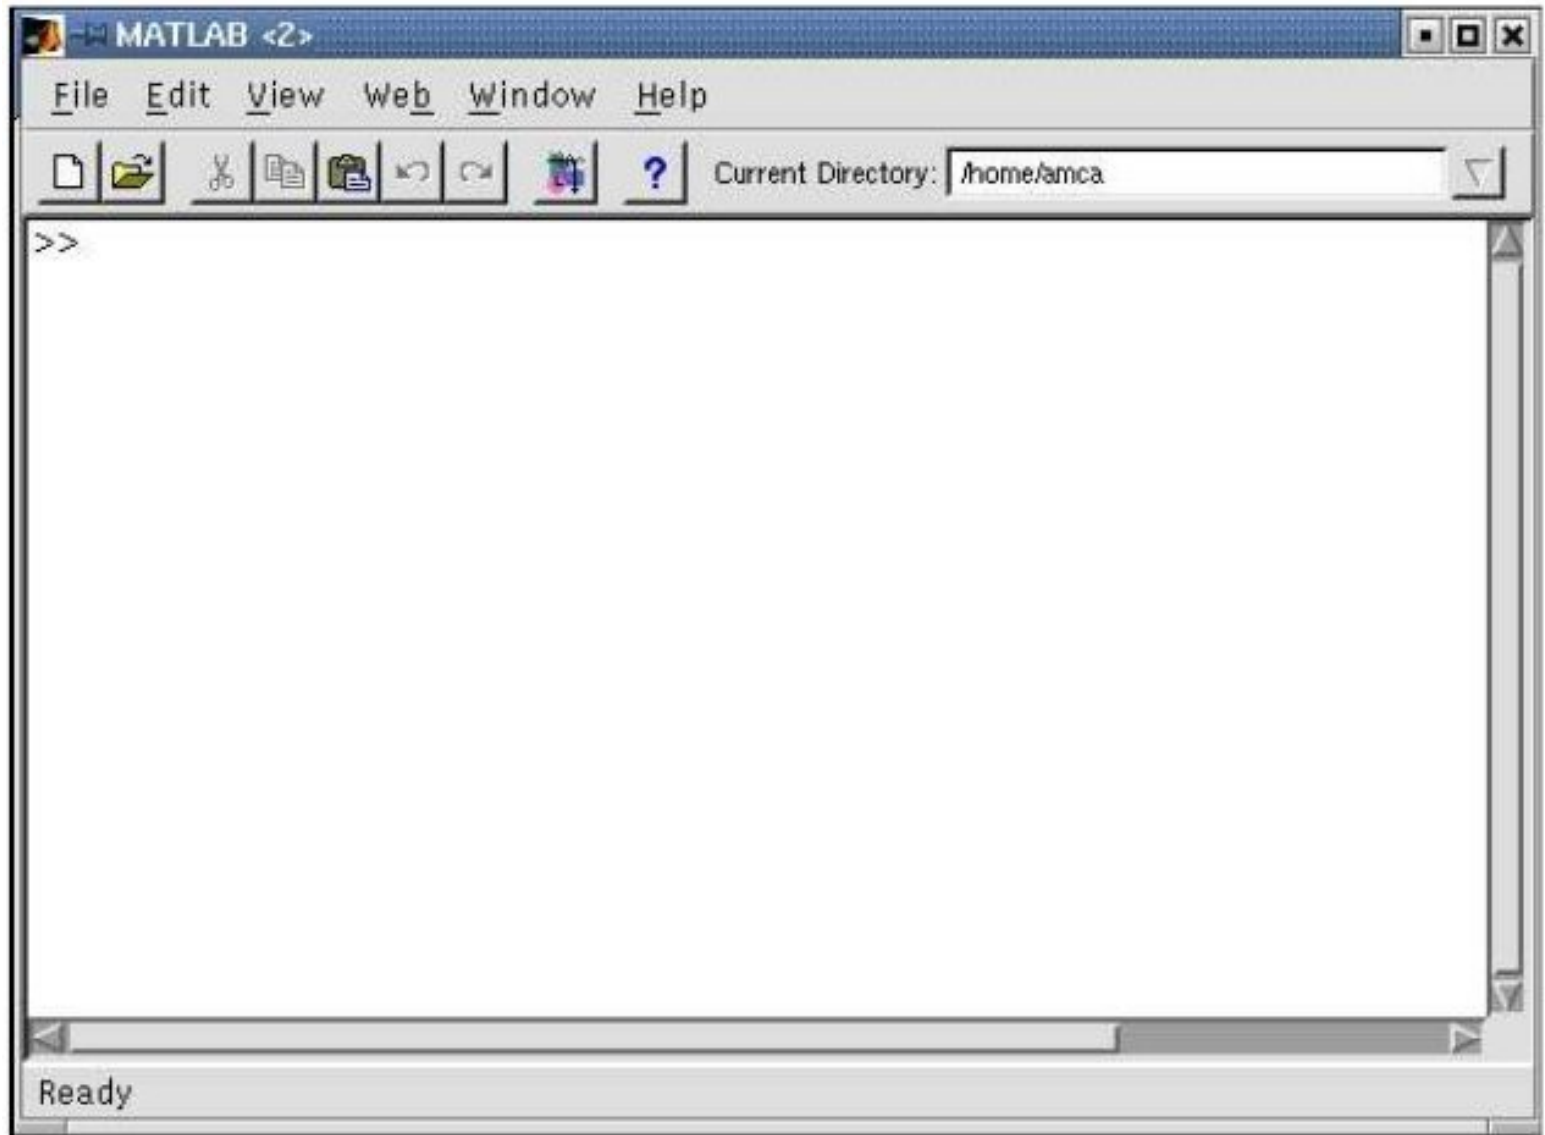 MATLAB <2>
File Edit View Web Window Help
? Current Directory: /home/amca
>>
Ready